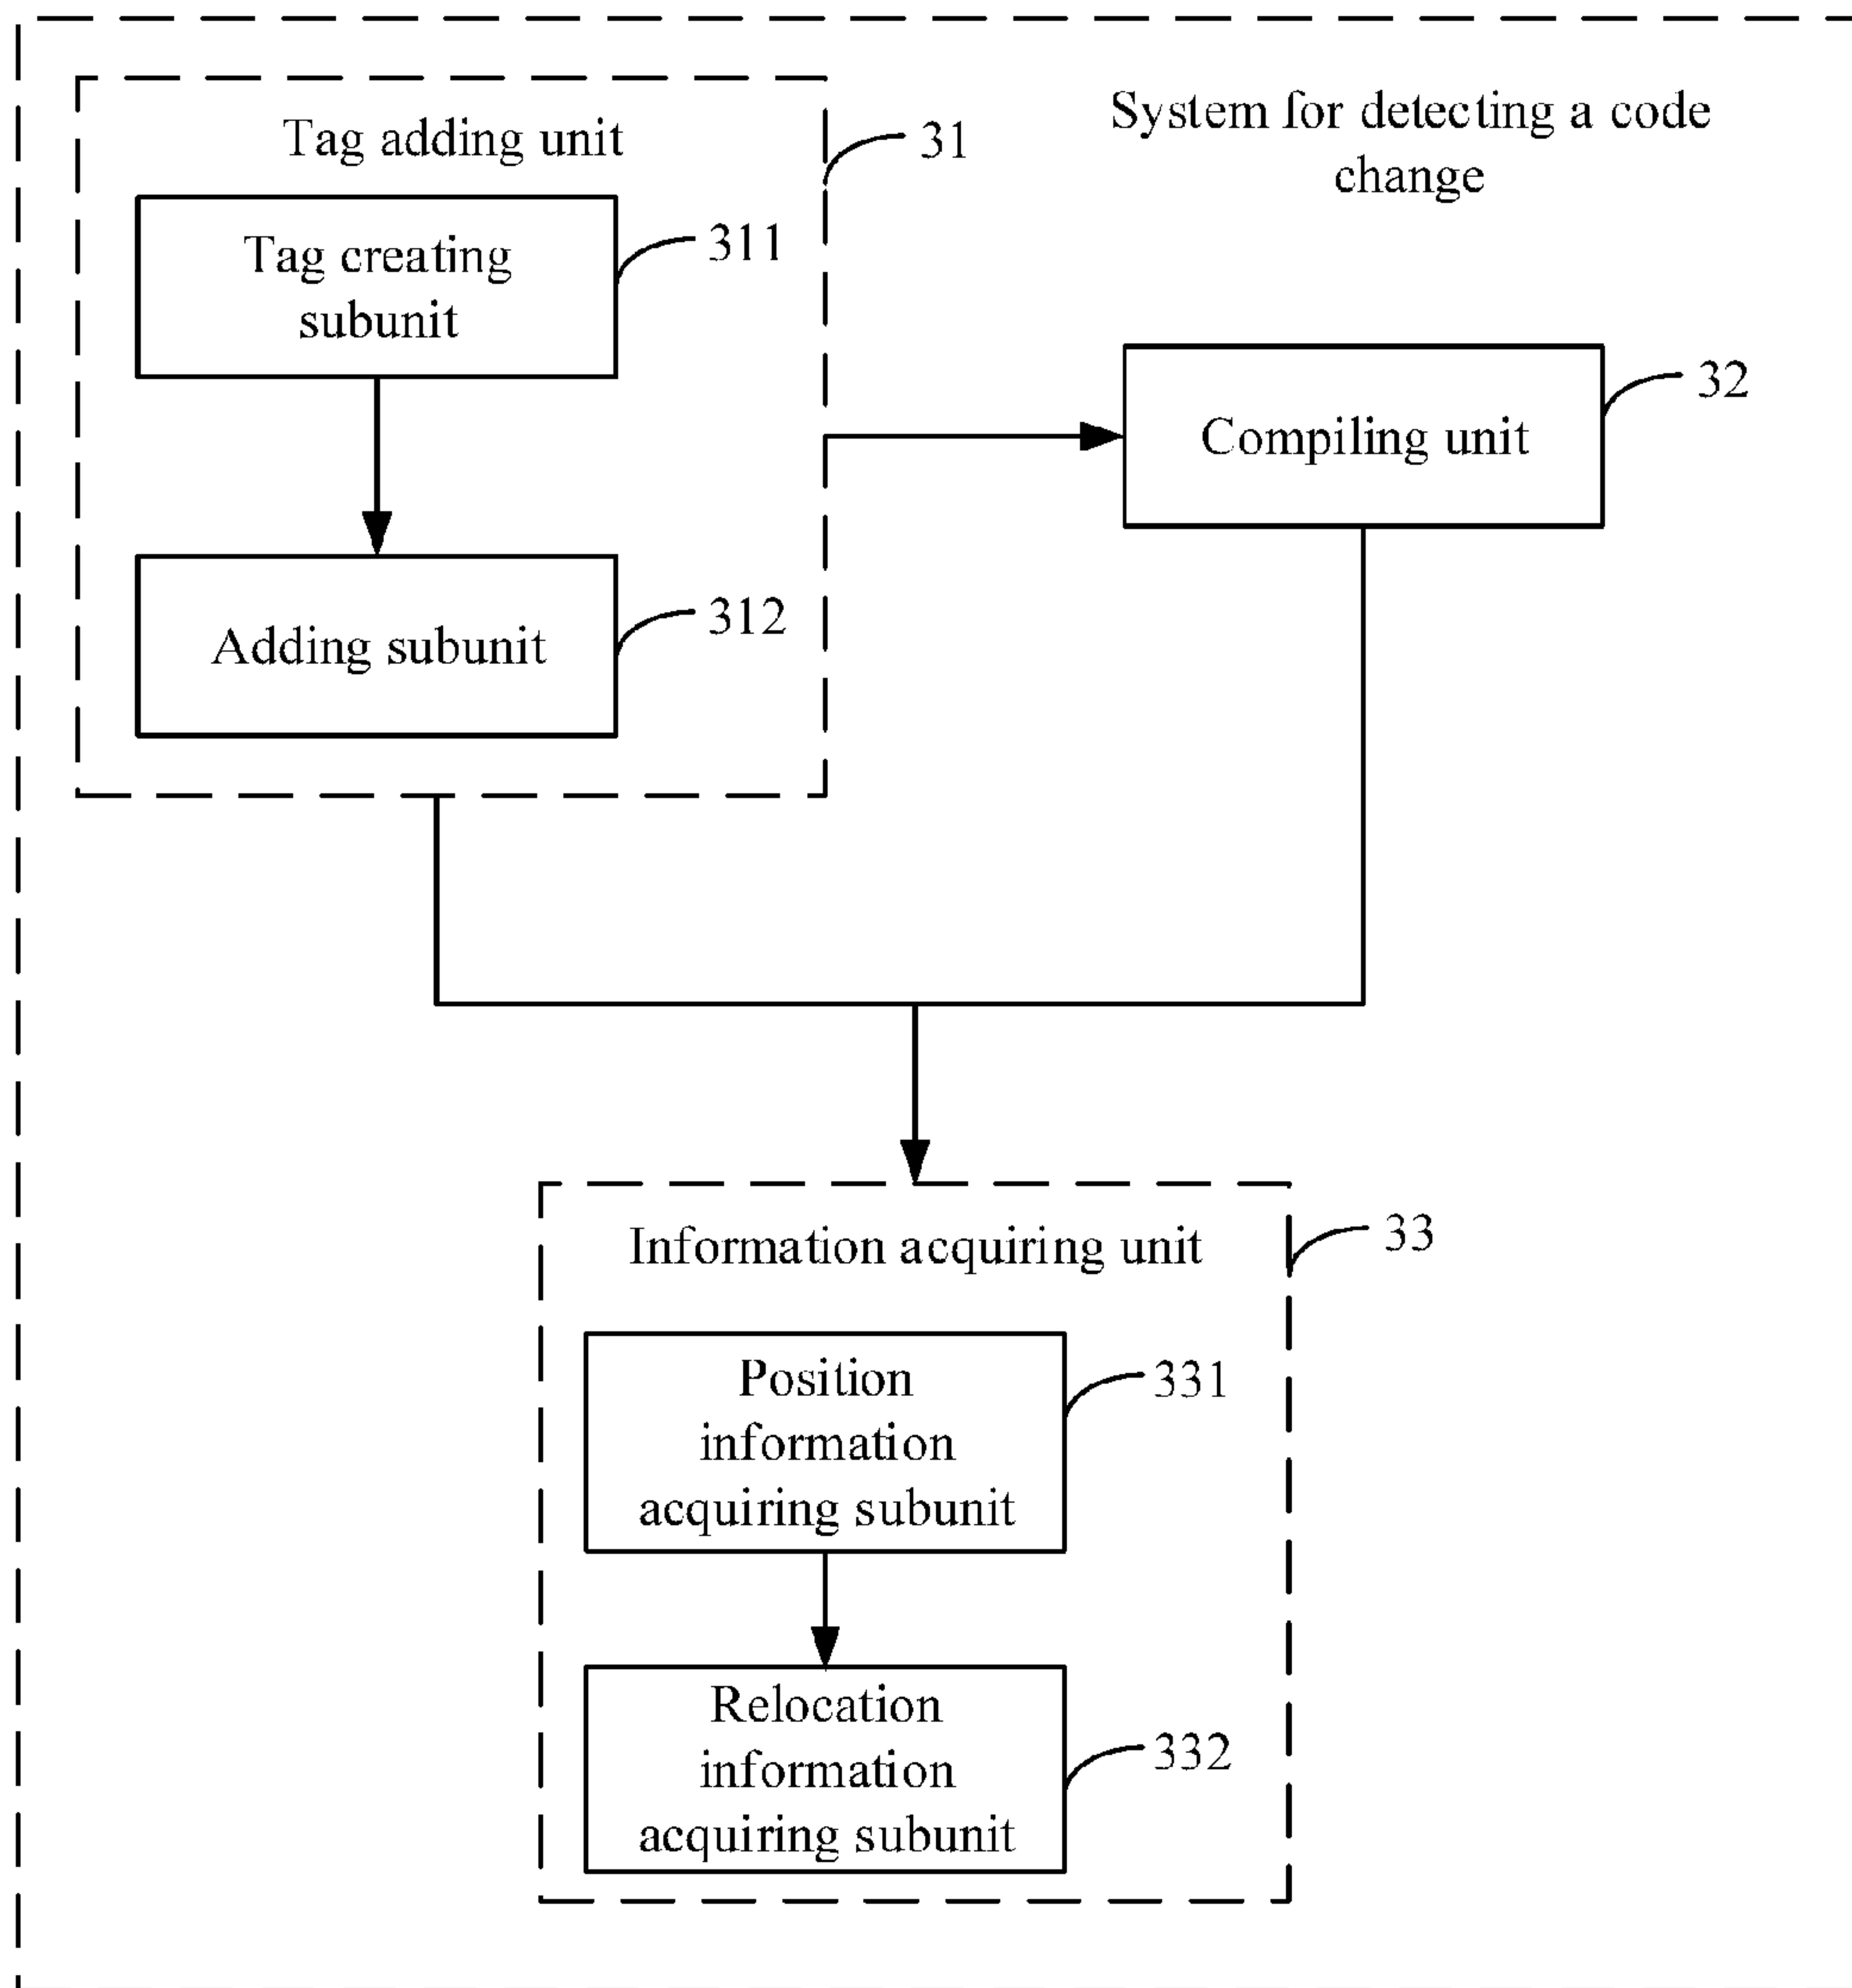 System for detecting a code
change
Tag adding unit
31
Tag creating
subunit
311
Adding subunit
312
Compiling unit
32
Information acquiring unit
33
Position
information
acquiring subunit
331
Relocation
information
acquiring subunit
332